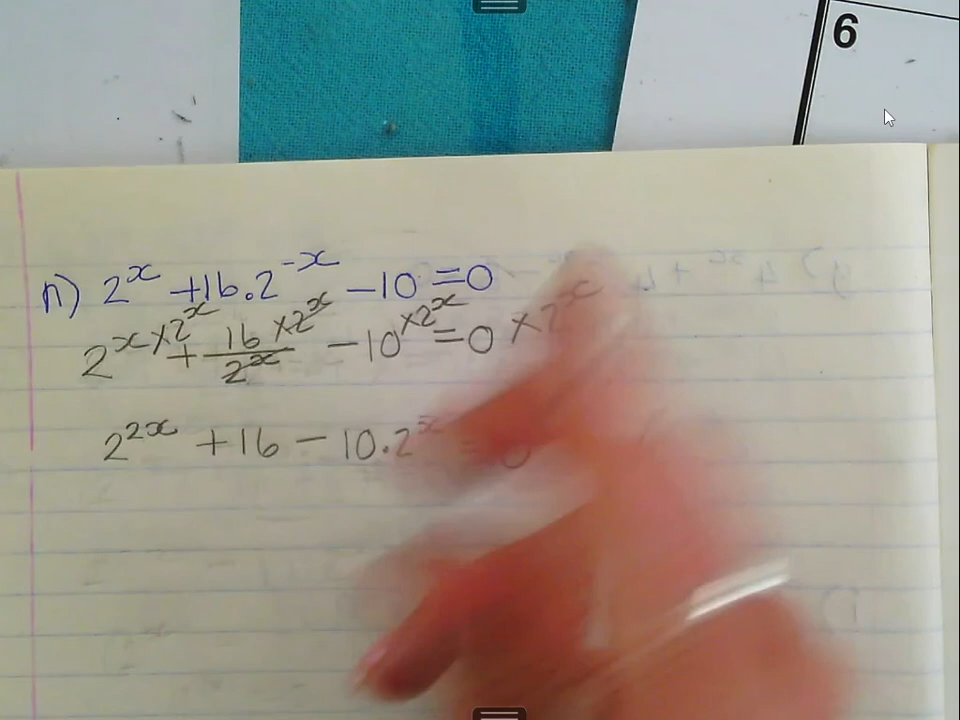 6
n) 2^x + 16.2^-x - 10 = 0
2^x ×2^x + 16 ×2^x / 2^x - 10 ×2^x = 0 ×2^x
2^2x + 16 - 10.2^x = 0